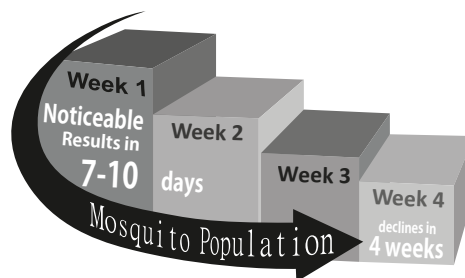 Week 1
Noticeable
Results in
7-10 days
Week 2
Week 3
Week 4
declines in
4 weeks
Mosquito Population